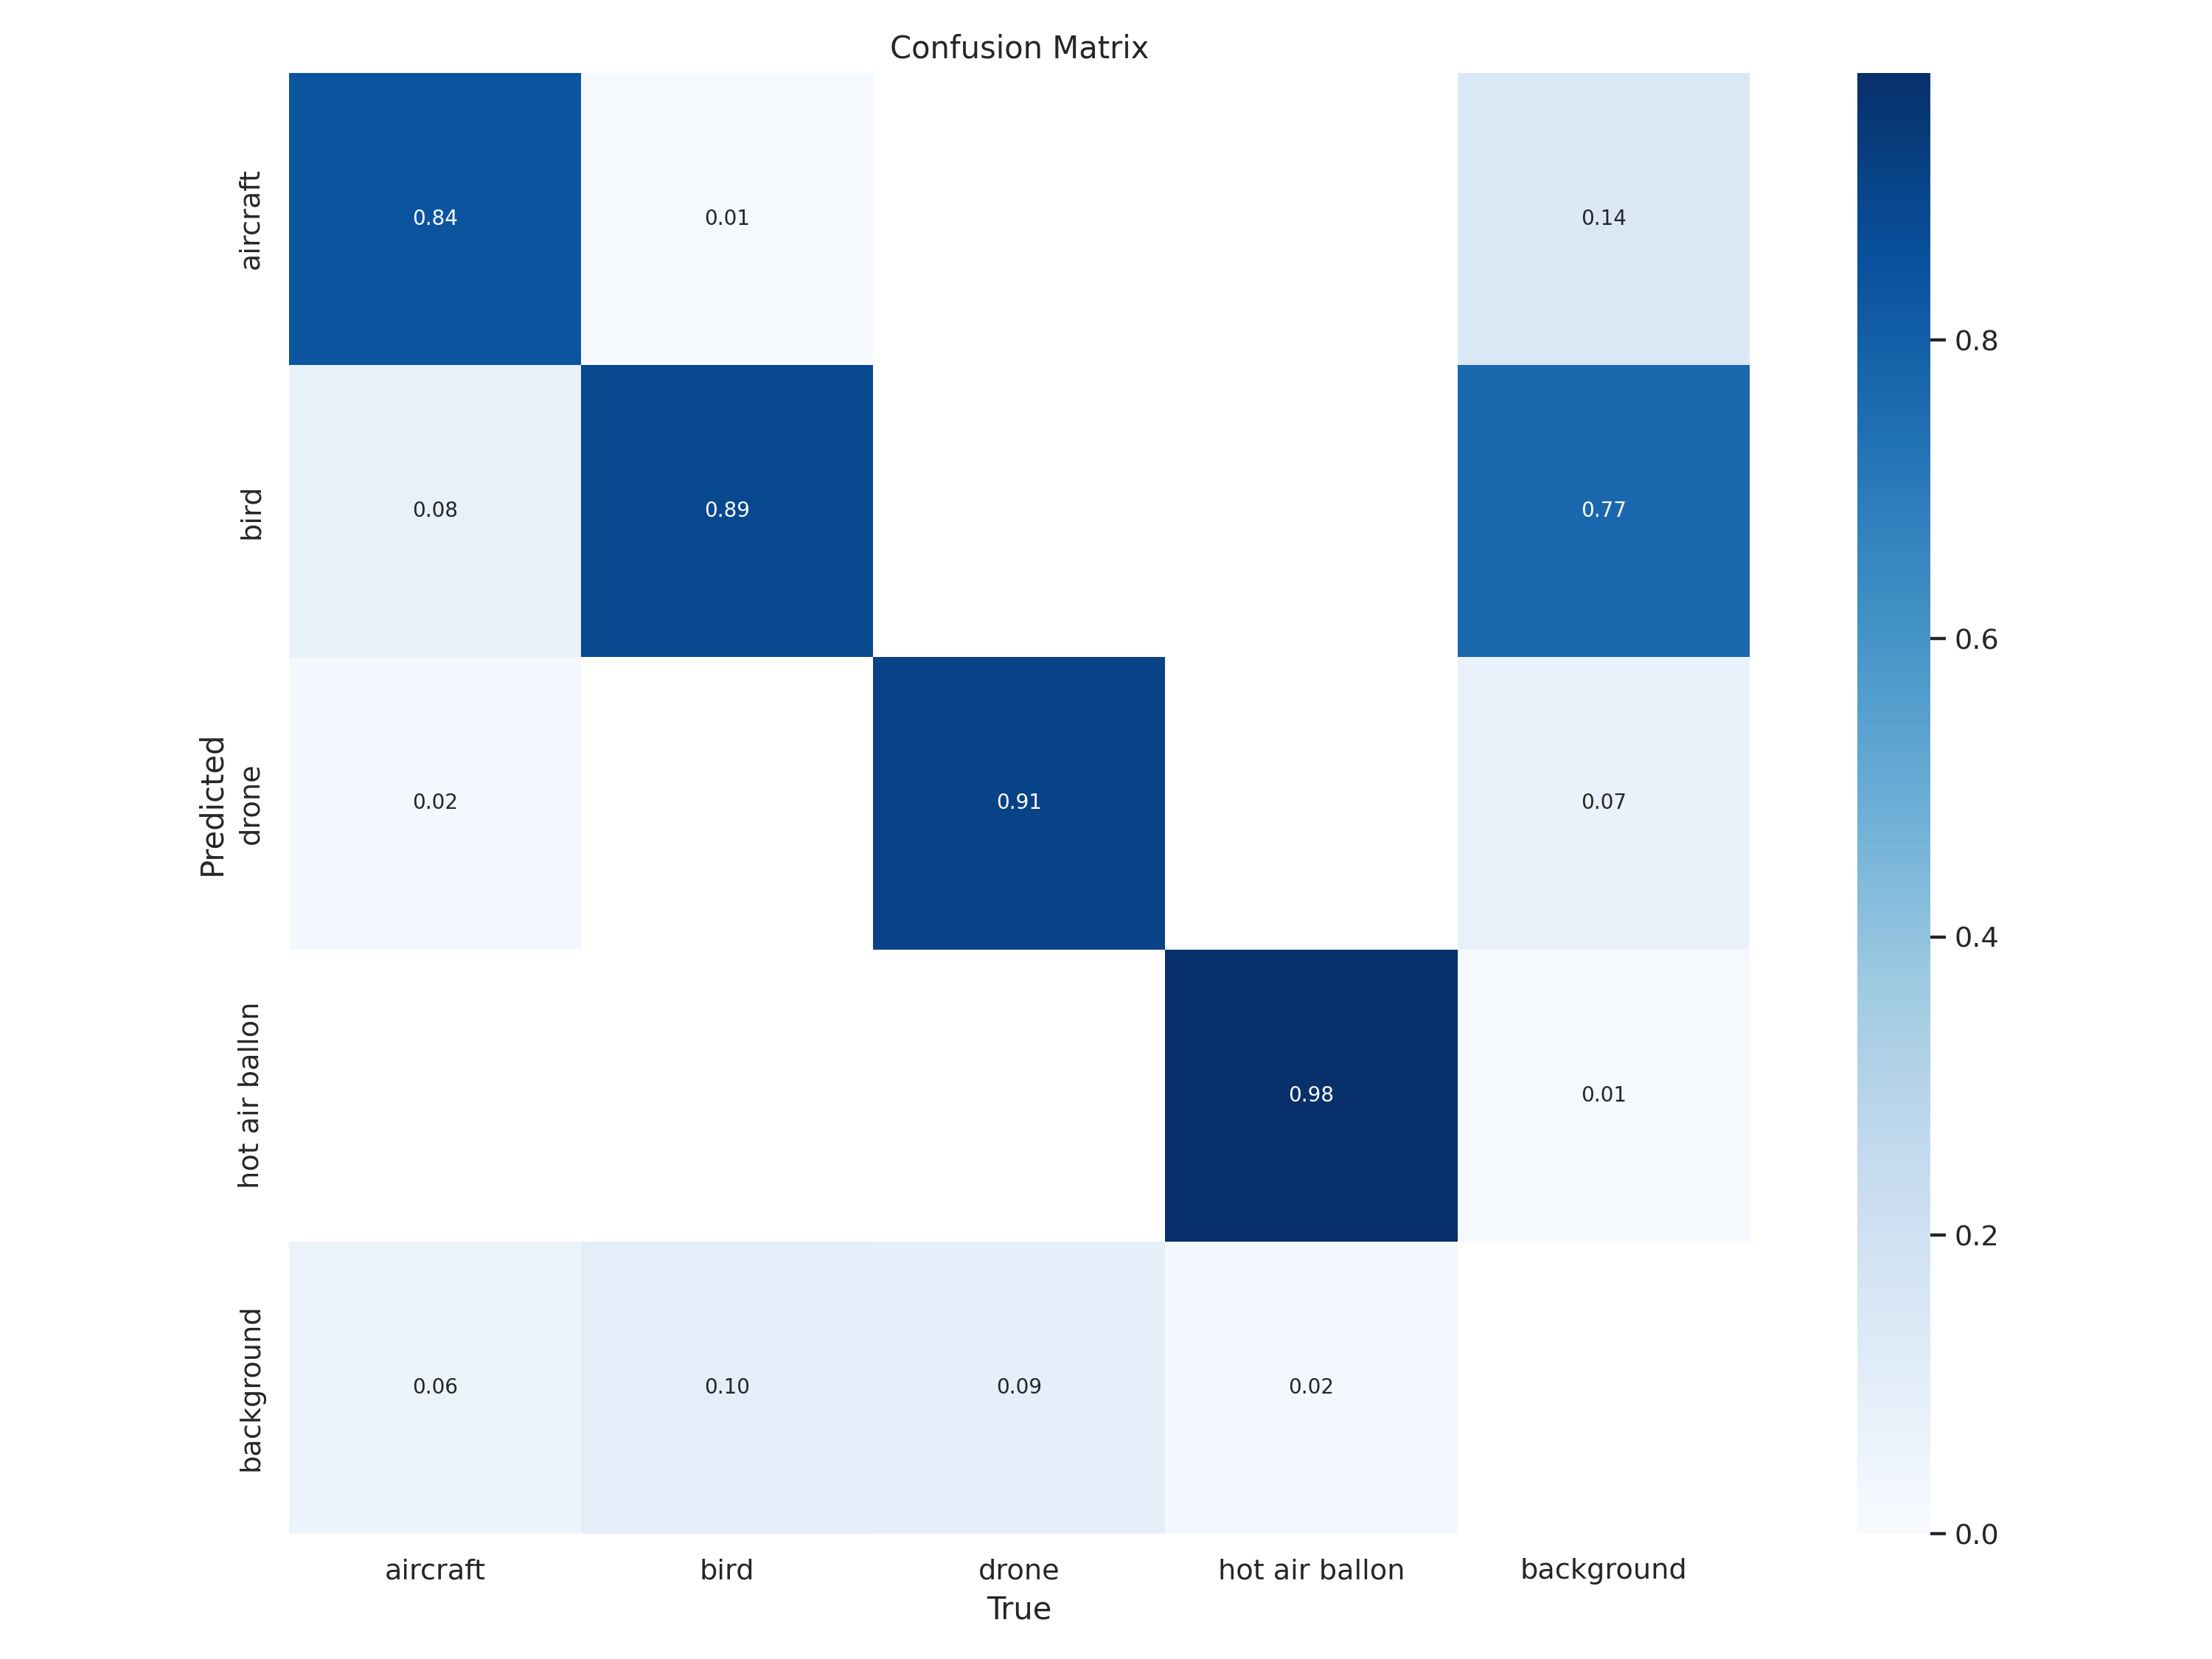 Confusion Matrix
aircraft
0.84
0.01
0.14
bird
0.08
0.89
0.77
Predicted
drone
0.02
0.91
0.07
hot air ballon
0.98
0.01
background
0.06
0.10
0.09
0.02
aircraft
bird
drone
hot air ballon
background
True
0.8
0.6
0.4
0.2
0.0